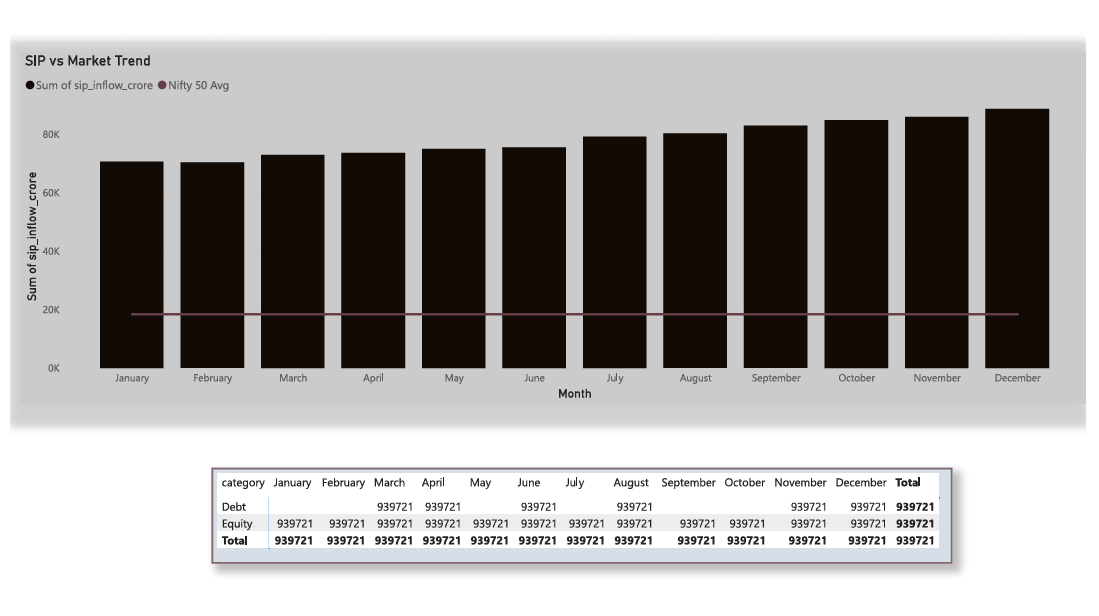 SIP vs Market Trend
Sum of sip_inflow_crore Nifty 50 Avg
80K
60K
40K
20K
0K
Sum of sip_inflow_crore
January February March April May June July August September October November December
Month
category January February March April May June July August September October November December Total
Debt 939721 939721 939721 939721 939721 939721 939721
Equity 939721 939721 939721 939721 939721 939721 939721 939721 939721 939721 939721 939721 939721
Total 939721 939721 939721 939721 939721 939721 939721 939721 939721 939721 939721 939721 939721